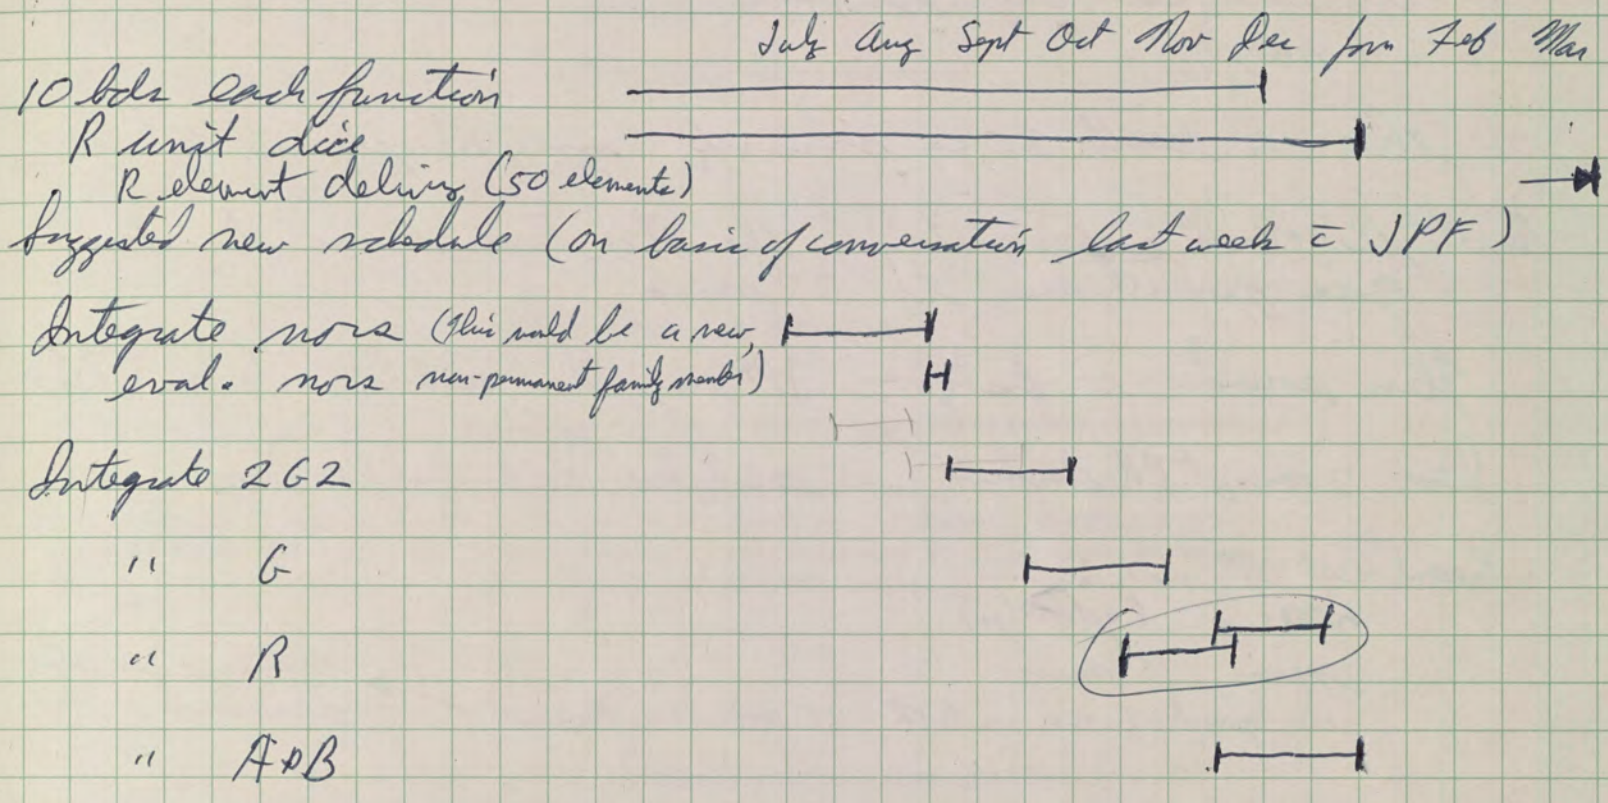 July Aug Sept Oct Nov Dec Jan Feb Mar
10 bds each function
R unit dice
R element delivery (50 elements)
Suggested new schedule (on basis of conversation last week c̄ JPF)
Integrate nors (this would be a new,
eval. nors non-permanent family member)
H
Integrate 2G2
" G
" R
" A&B